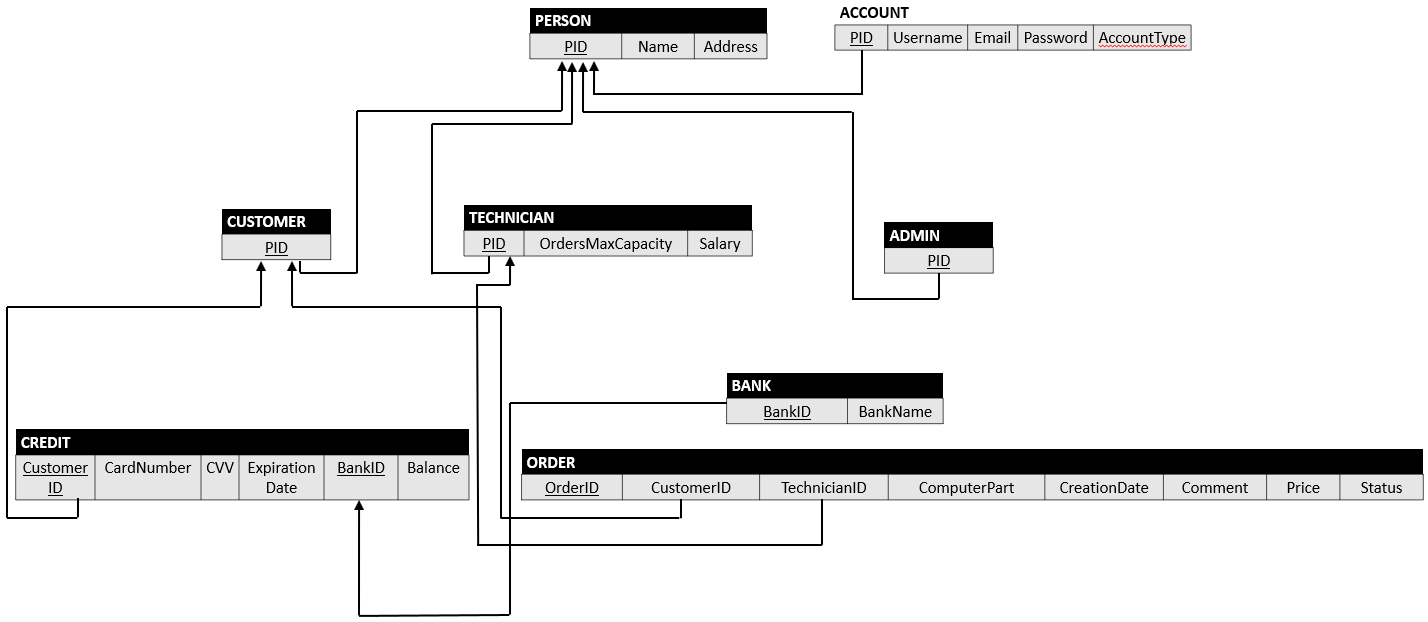 PERSON
PID Name Address
ACCOUNT
PID Username Email Password AccountType
CUSTOMER
PID
TECHNICIAN
PID OrdersMaxCapacity Salary
ADMIN
PID
BANK
BankID BankName
CREDIT
Customer CardNumber CVV Expiration BankID Balance
ID Date
ORDER
OrderID CustomerID TechnicianID ComputerPart CreationDate Comment Price Status